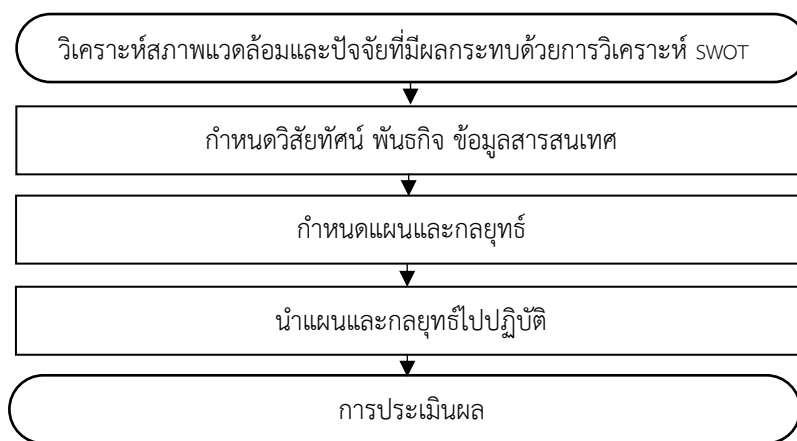 วิเคราะห์สภาพแวดล้อมและปัจจัยที่มีผลกระทบด้วยการวิเคราะห์ SWOT
กำหนดวิสัยทัศน์ พันธกิจ ข้อมูลสารสนเทศ
กำหนดแผนและกลยุทธ์
นำแผนและกลยุทธ์ไปปฏิบัติ
การประเมินผล